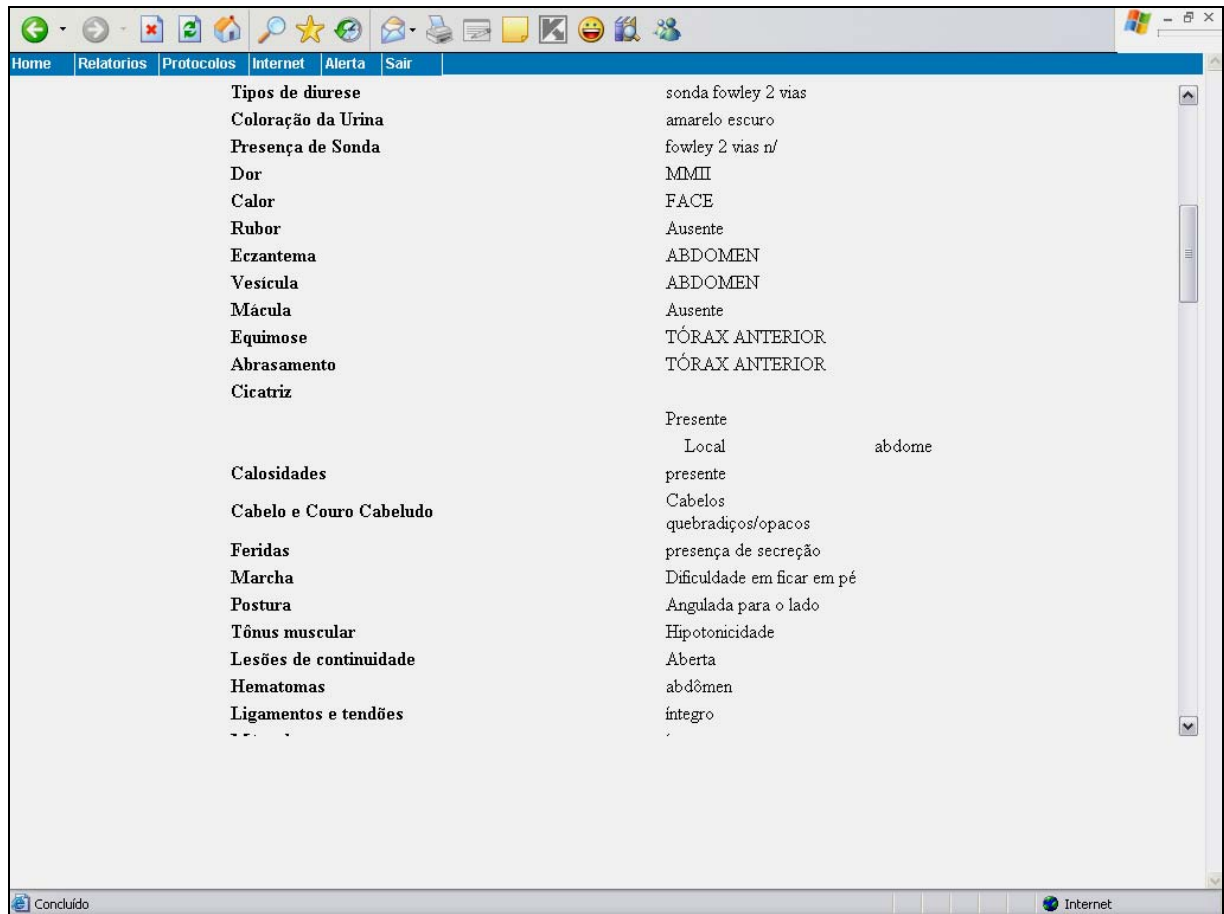 Home Relatorios Protocolos Internet Alerta Sair
Tipos de diurese sonda fowley 2 vias
Coloração da Urina amarelo escuro
Presença de Sonda fowley 2 vias n/
Dor MMII
Calor FACE
Rubor Ausente
Eczantema ABDOMEN
Vesícula ABDOMEN
Mácula Ausente
Equimose TÓRAX ANTERIOR
Abrasamento TÓRAX ANTERIOR
Cicatriz
Presente
Local abdome
Calosidades presente
Cabelo e Couro Cabeludo Cabelos
quebradiços/opacos
Feridas presença de secreção
Marcha Dificuldade em ficar em pé
Postura Angulada para o lado
Tônus muscular Hipotonicidade
Lesões de continuidade Aberta
Hematomas abdômen
Ligamentos e tendões íntegro
Concluído Internet